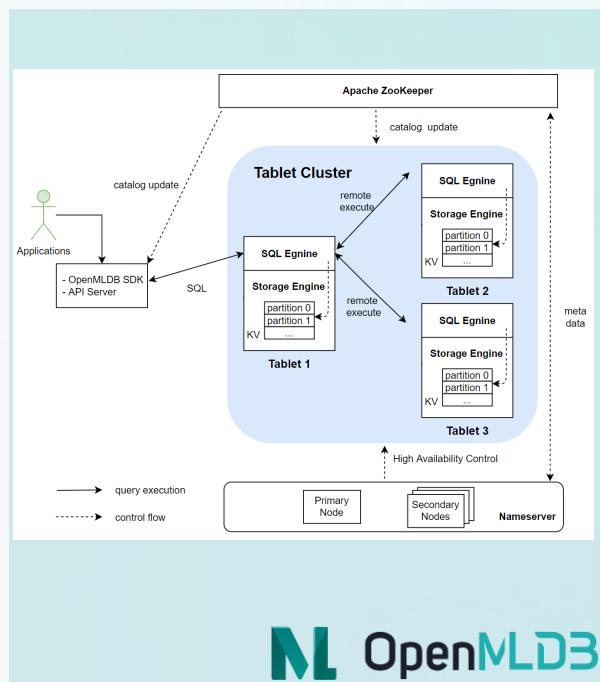 Apache ZooKeeper
catalog update
Tablet Cluster
catalog update
remote
execute
SQL Egnine
Storage Engine
partition 0
partition 1
...
KV
Tablet 2
Applications
- OpenMLDB SDK
- API Server
SQL
SQL Egnine
Storage Engine
partition 0
partition 1
...
KV
Tablet 1
remote
execute
SQL Egnine
Storage Engine
partition 0
partition 1
...
KV
Tablet 3
meta
data
High Availability Control
query execution
control flow
Primary
Node
Secondary
Nodes
Nameserver
OpenMLDB